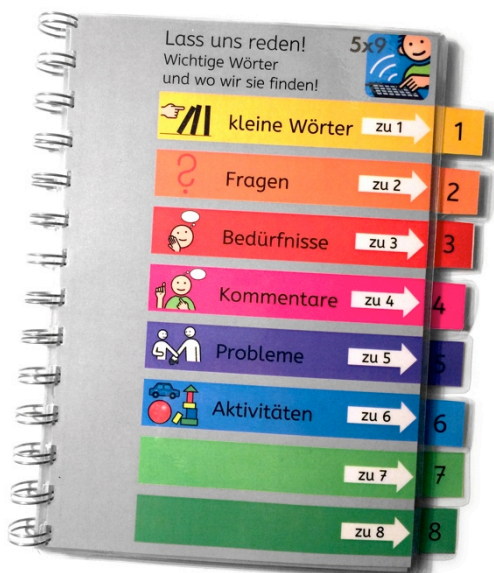 Lass uns reden!
5x9
Wichtige Wörter
und wo wir sie finden!
kleine Wörter zu 1 1
Fragen zu 2 2
Bedürfnisse zu 3 3
Kommentare zu 4 4
Probleme zu 5 5
Aktivitäten zu 6 6
zu 7 7
zu 8 8